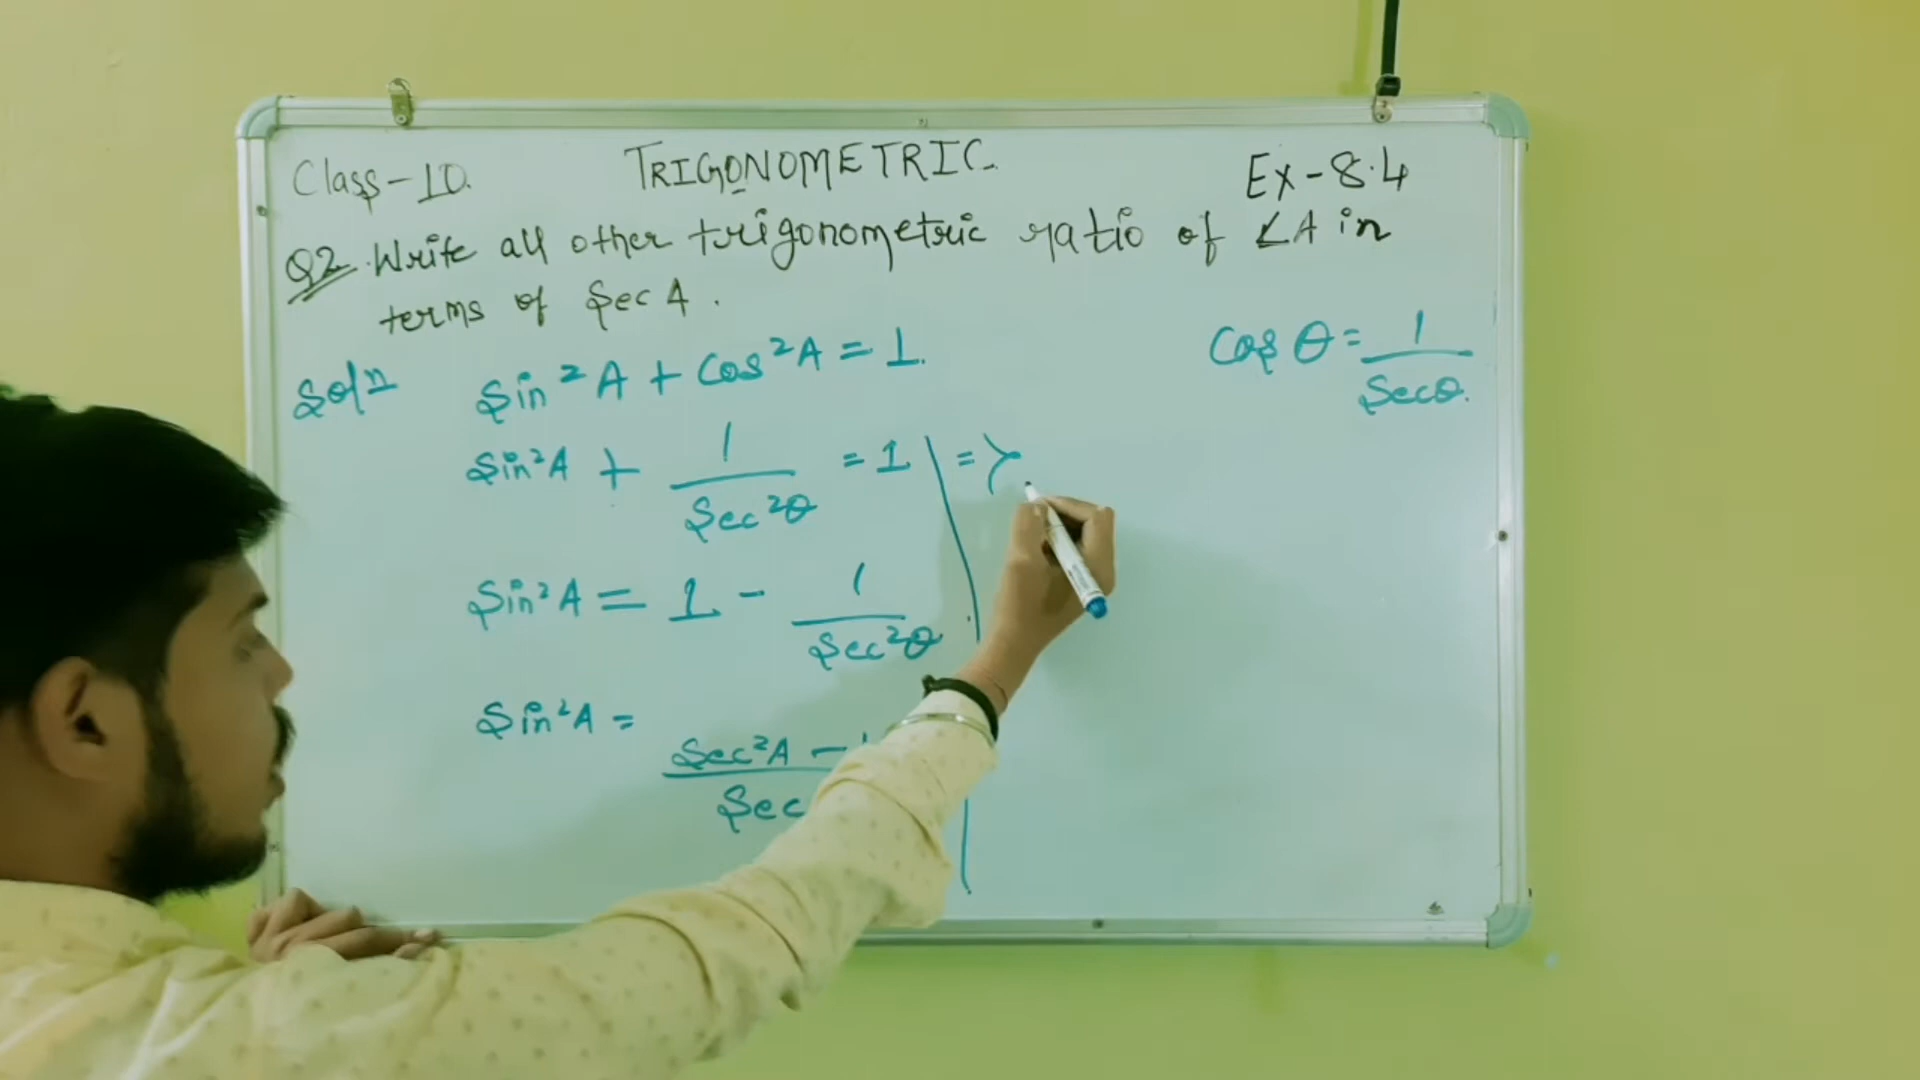 Class-10.
TRIGONOMETRIC.
Ex-8.4
Q2. Write all other trigonometric ratio of ∠A in
terms of Sec A.
Soln
Sin²A + Cos²A = 1.
Cos θ = 1/Secθ.
Sin²A + 1/Sec²θ = 1
=>
Sin²A = 1 - 1/Sec²θ
Sin²A =
Sec²A -
Sec